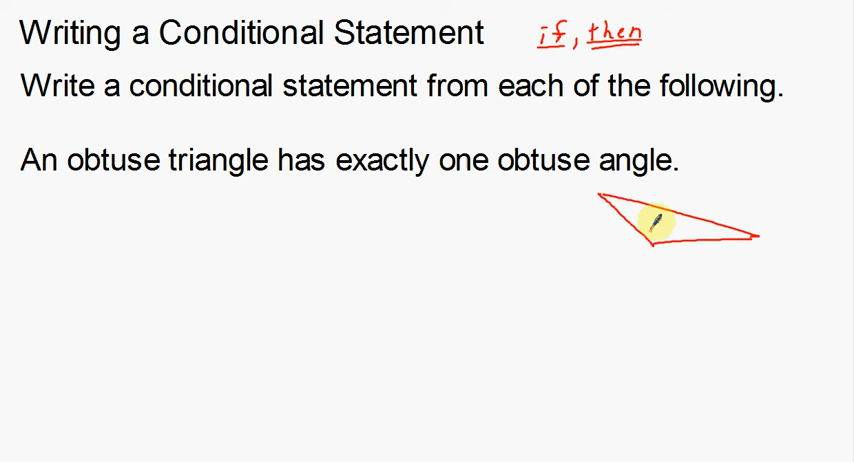 Writing a Conditional Statement if, then
Write a conditional statement from each of the following.
An obtuse triangle has exactly one obtuse angle.